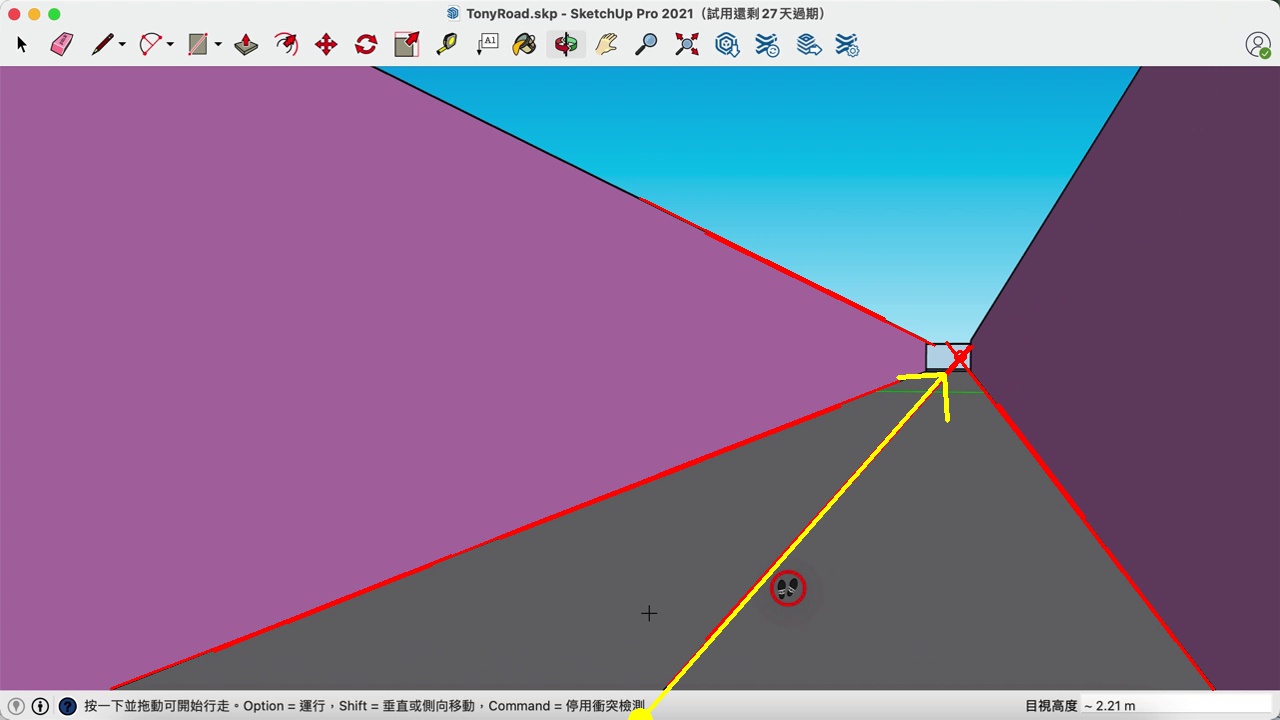 TonyRoad.skp - SketchUp Pro 2021（試用還剩 27 天過期）
A1
按一下並拖動可開始行走。Option = 運行，Shift = 垂直或側向移動，Command = 停用衝突檢測
目視高度 ~ 2.21 m